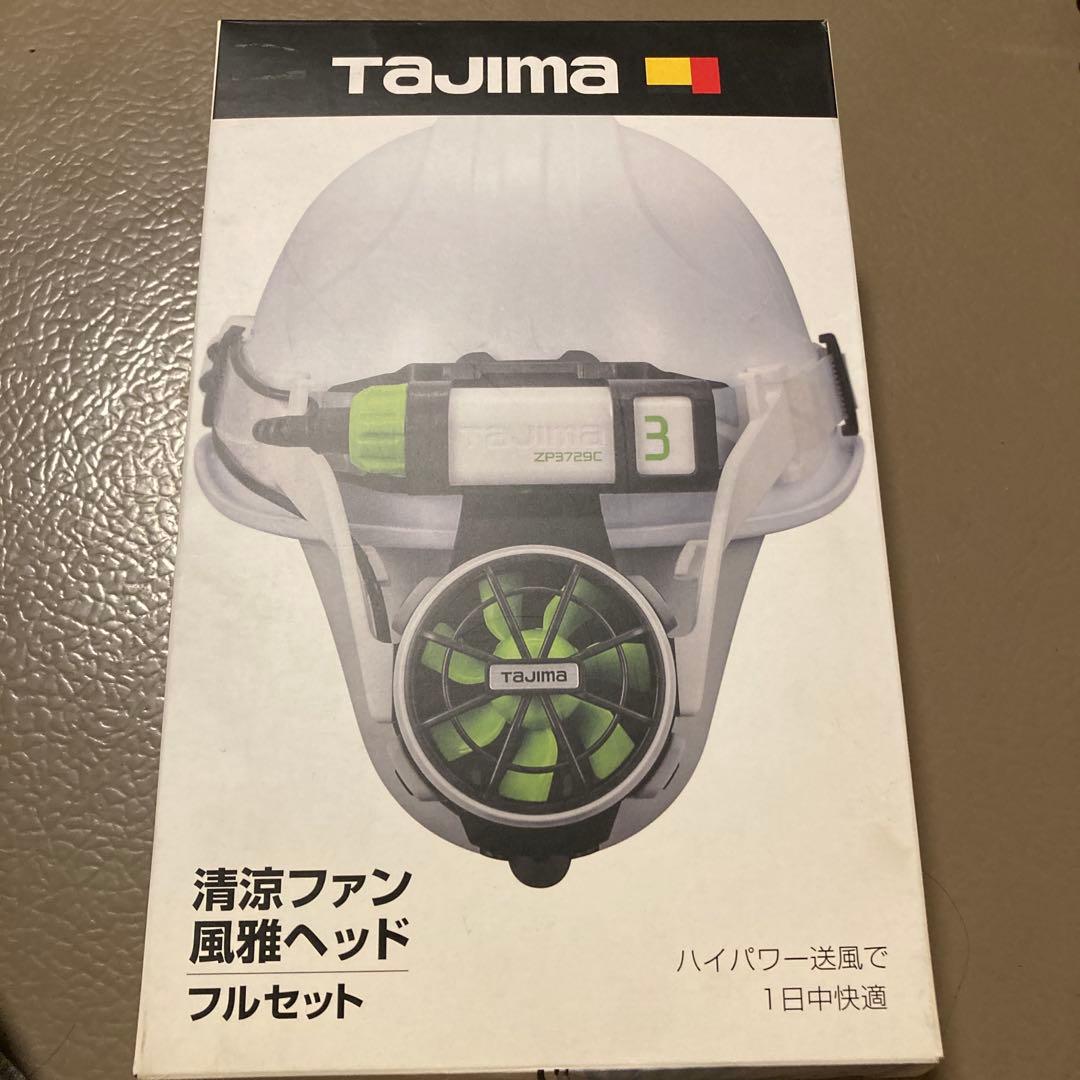 TaJima
TaJima
ZP3729C
3
TaJima
清涼ファン
風雅ヘッド
フルセット
ハイパワー送風で
1日中快適